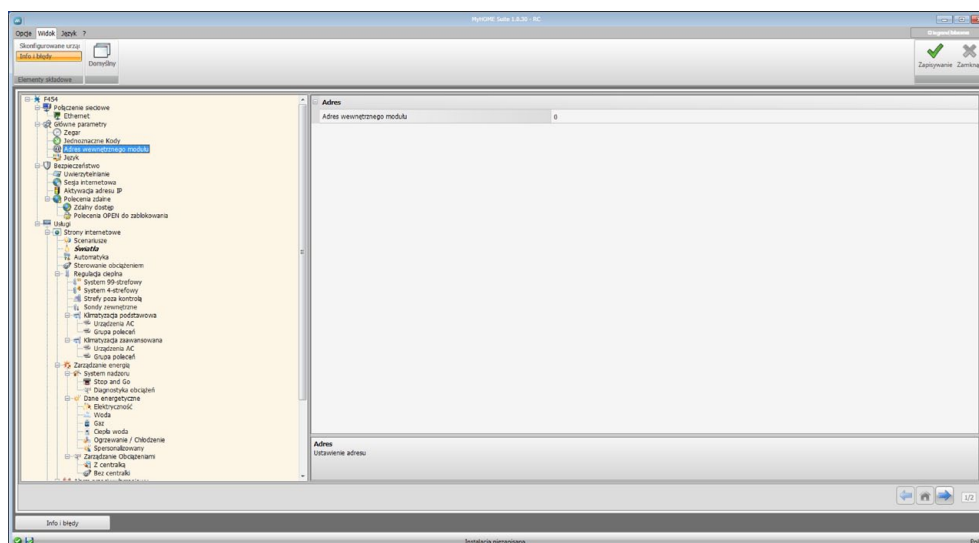 MyHOME Suite 1.0.30 - RC
Opcje Widok Język ?
Skonfigurowane urząd
Info i błędy
Domyślny
Zapisywanie Zamkną
Elementy składowe
F454
Połączenie sieciowe
Ethernet
Główne parametry
Zegar
Jednoznaczne Kody
Adres wewnętrznego modułu
Język
Bezpieczeństwo
Uwierzytelnianie
Sesja internetowa
Aktywacja adresu IP
Polecenia zdalne
Zdalny dostęp
Polecenia OPEN do zablokowania
Usługi
Strony internetowe
Scenariusze
Światła
Automatyka
Sterowanie obciążeniem
Regulacja cieplna
System 99-strefowy
System 4-strefowy
Strefy poza kontrolą
Sondy zewnętrzne
Klimatyzacja podstawowa
Urządzenia AC
Grupa poleceń
Klimatyzacja zaawansowana
Urządzenia AC
Grupa poleceń
Zarządzanie energią
System nadzoru
Stop and Go
Diagnostyka obciążeń
Dane energetyczne
Elektryczność
Woda
Gaz
Ciepła woda
Ogrzewanie / Chłodzenie
Spersonalizowany
Zarządzanie Obciążeniami
Z centralką
Bez centralki
Adres
Adres wewnętrznego modułu 0
Adres
Ustawienie adresu
1/2
Info i błędy
Instalacja niezapisana